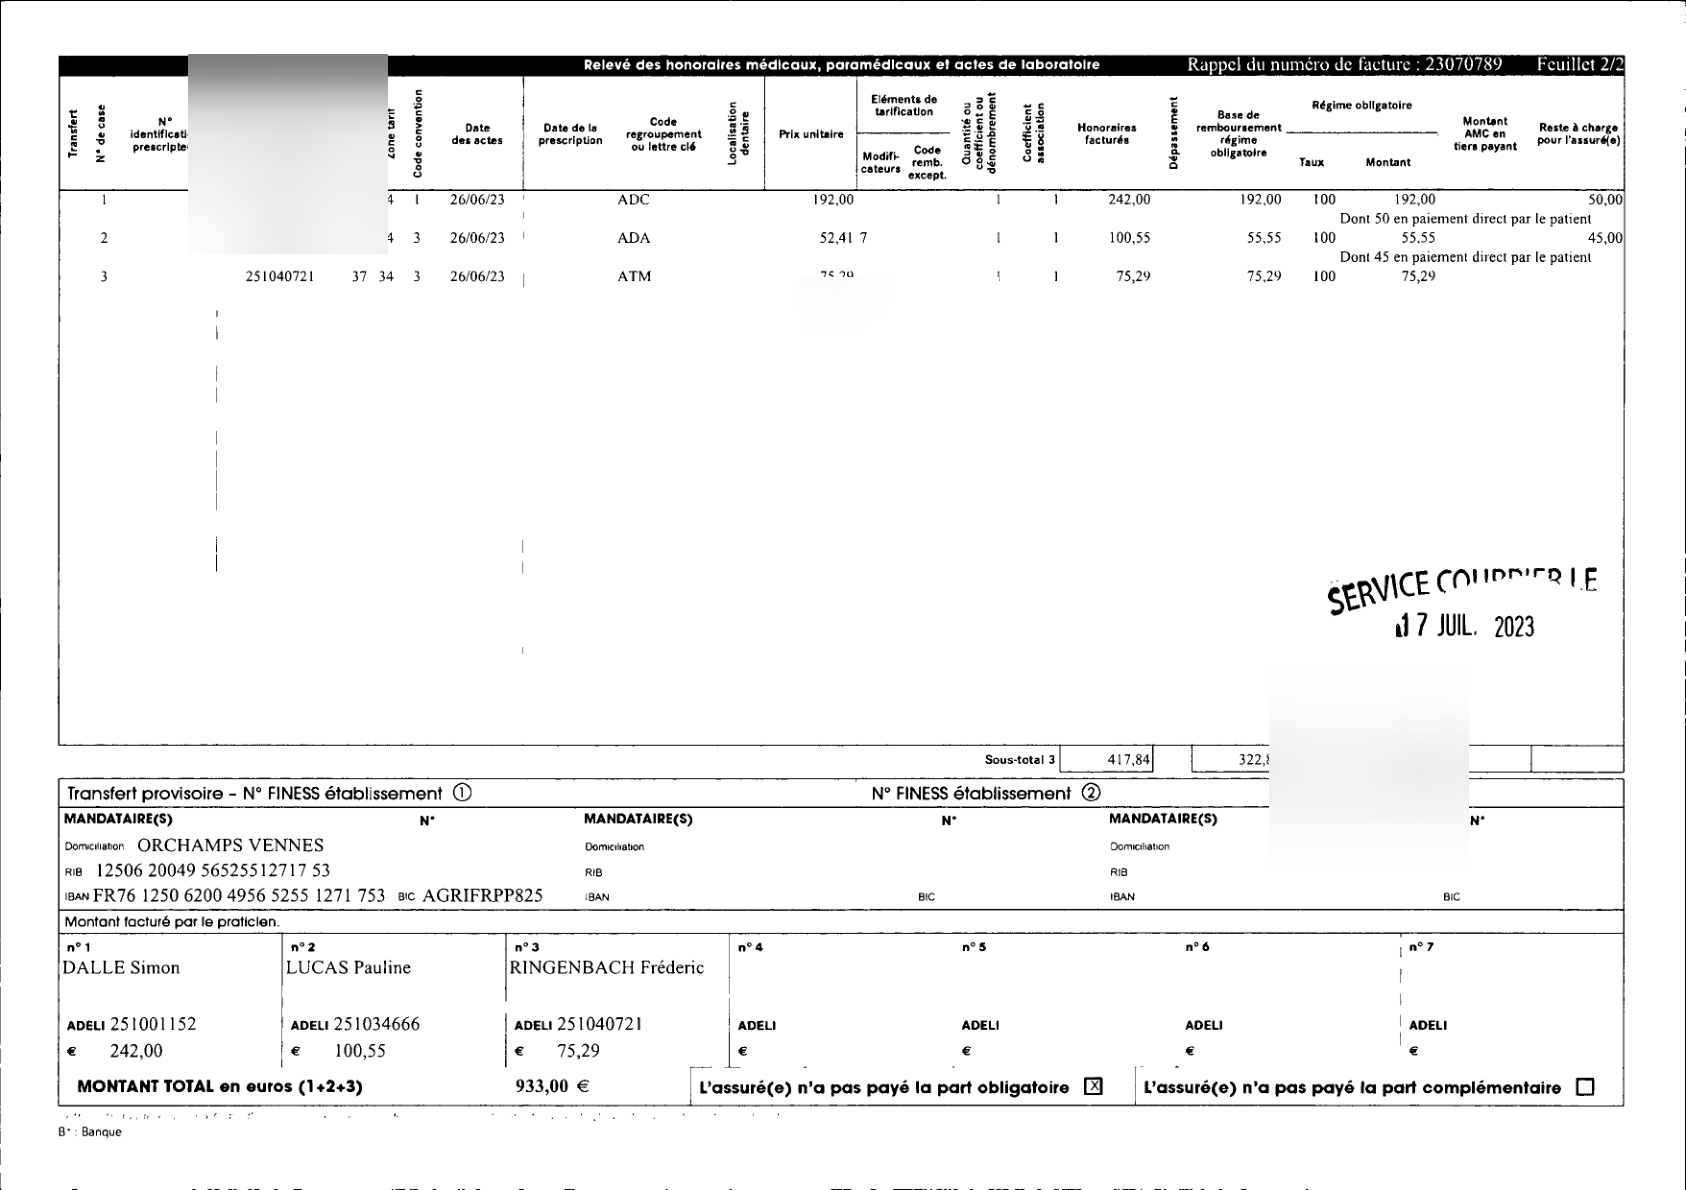 Relevé des honoraires médicaux, paramédicaux et actes de laboratoire Rappel du numéro de facture : 23070789 Feuillet 2/2
Transfert N° de case N° Zone tarif Code convention Date des actes Date de la prescription Code regroupement ou lettre clé Localisation dentaire Prix unitaire Eléments de tarification Modificateurs Code remb. except. Quantité ou coefficient ou dénombrement Coefficient association Honoraires facturés Dépassement Base de remboursement régime obligatoire Régime obligatoire Taux Montant Montant AMC en tiers payant Reste à charge pour l'assuré(e)
1 4 1 26/06/23 ADC 192,00 1 1 242,00 192,00 100 192,00 50,00
Dont 50 en paiement direct par le patient
2 4 3 26/06/23 ADA 52,41 7 1 1 100,55 55,55 100 55,55 45,00
Dont 45 en paiement direct par le patient
3 251040721 37 34 3 26/06/23 ATM 75,29 1 1 75,29 75,29 100 75,29
SERVICE COURRIER LE
17 JUIL. 2023
Sous-total 3 417,84
Transfert provisoire – N° FINESS établissement ① N° FINESS établissement ②
MANDATAIRE(S) N° MANDATAIRE(S) N° MANDATAIRE(S) N°
Domiciliation ORCHAMPS VENNES Domiciliation Domiciliation
RIB 12506 20049 56525512717 53 RIB RIB
IBAN FR76 1250 6200 4956 5255 1271 753 BIC AGRIFRPP825 IBAN BIC IBAN BIC
Montant facturé par le praticien.
n° 1 n° 2 n° 3 n° 4 n° 5 n° 6 n° 7
DALLE Simon LUCAS Pauline RINGENBACH Fréderic
ADELI 251001152 ADELI 251034666 ADELI 251040721 ADELI ADELI ADELI ADELI
€ 242,00 € 100,55 € 75,29 € € € €
MONTANT TOTAL en euros (1+2+3) 933,00 € L'assuré(e) n'a pas payé la part obligatoire X L'assuré(e) n'a pas payé la part complémentaire
B* : Banque